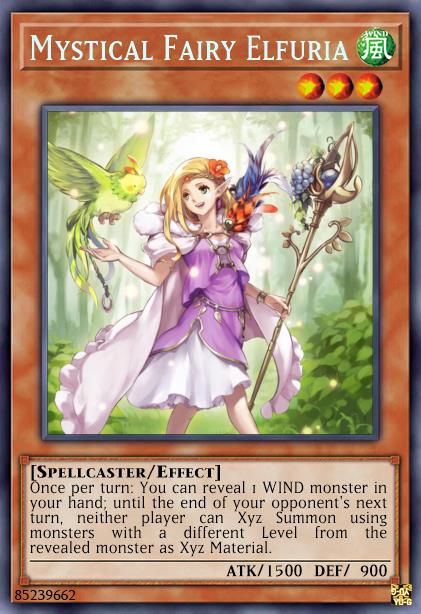 Mystical Fairy Elfuria
WIND
風
[Spellcaster/Effect]
Once per turn: You can reveal 1 WIND monster in
your hand; until the end of your opponent's next
turn, neither player can Xyz Summon using
monsters with a different Level from the
revealed monster as Xyz Material.
ATK/1500 DEF/ 900
85239662